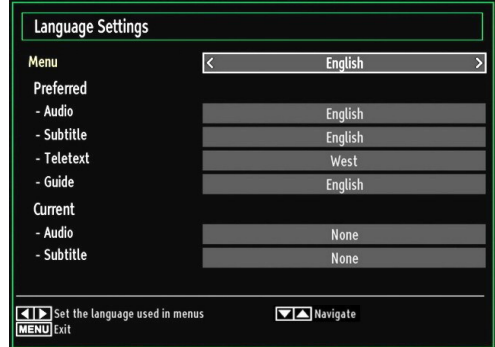 Language Settings
Menu < English >
Preferred
- Audio English
- Subtitle English
- Teletext West
- Guide English
Current
- Audio None
- Subtitle None
Set the language used in menus Navigate
MENU Exit